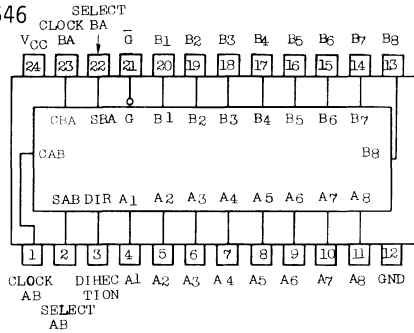 646
SELECT
CLOCK BA
VCC BA G̅ B1 B2 B3 B4 B5 B6 B7 B8
24 23 22 21 20 19 18 17 16 15 14 13
CBA SBA G B1 B2 B3 B4 B5 B6 B7
CAB B8
SAB DIR A1 A2 A3 A4 A5 A6 A7 A8
1 2 3 4 5 6 7 8 9 10 11 12
CLOCK DIHEC A1 A2 A3 A4 A5 A6 A7 A8 GND
AB TION
SELECT
AB